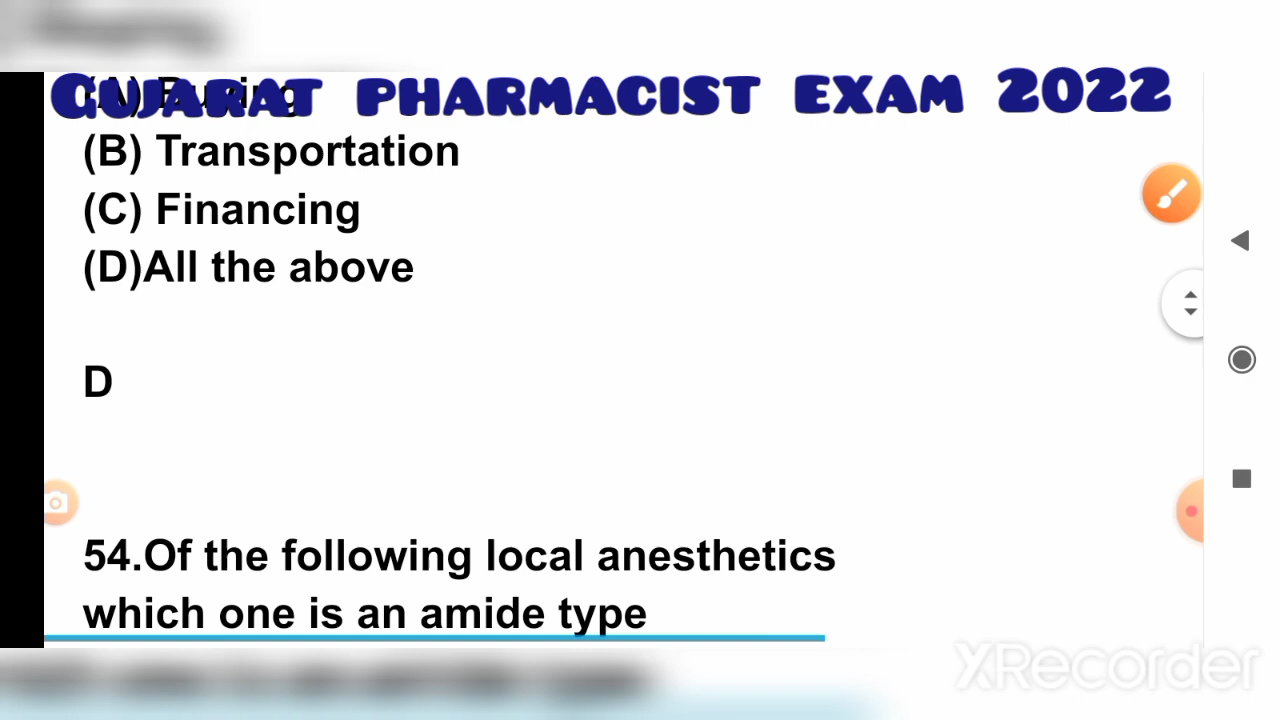 GUJARAT PHARMACIST EXAM 2022
(A) Buying
(B) Transportation
(C) Financing
(D)All the above
D
54.Of the following local anesthetics
which one is an amide type
XRecorder